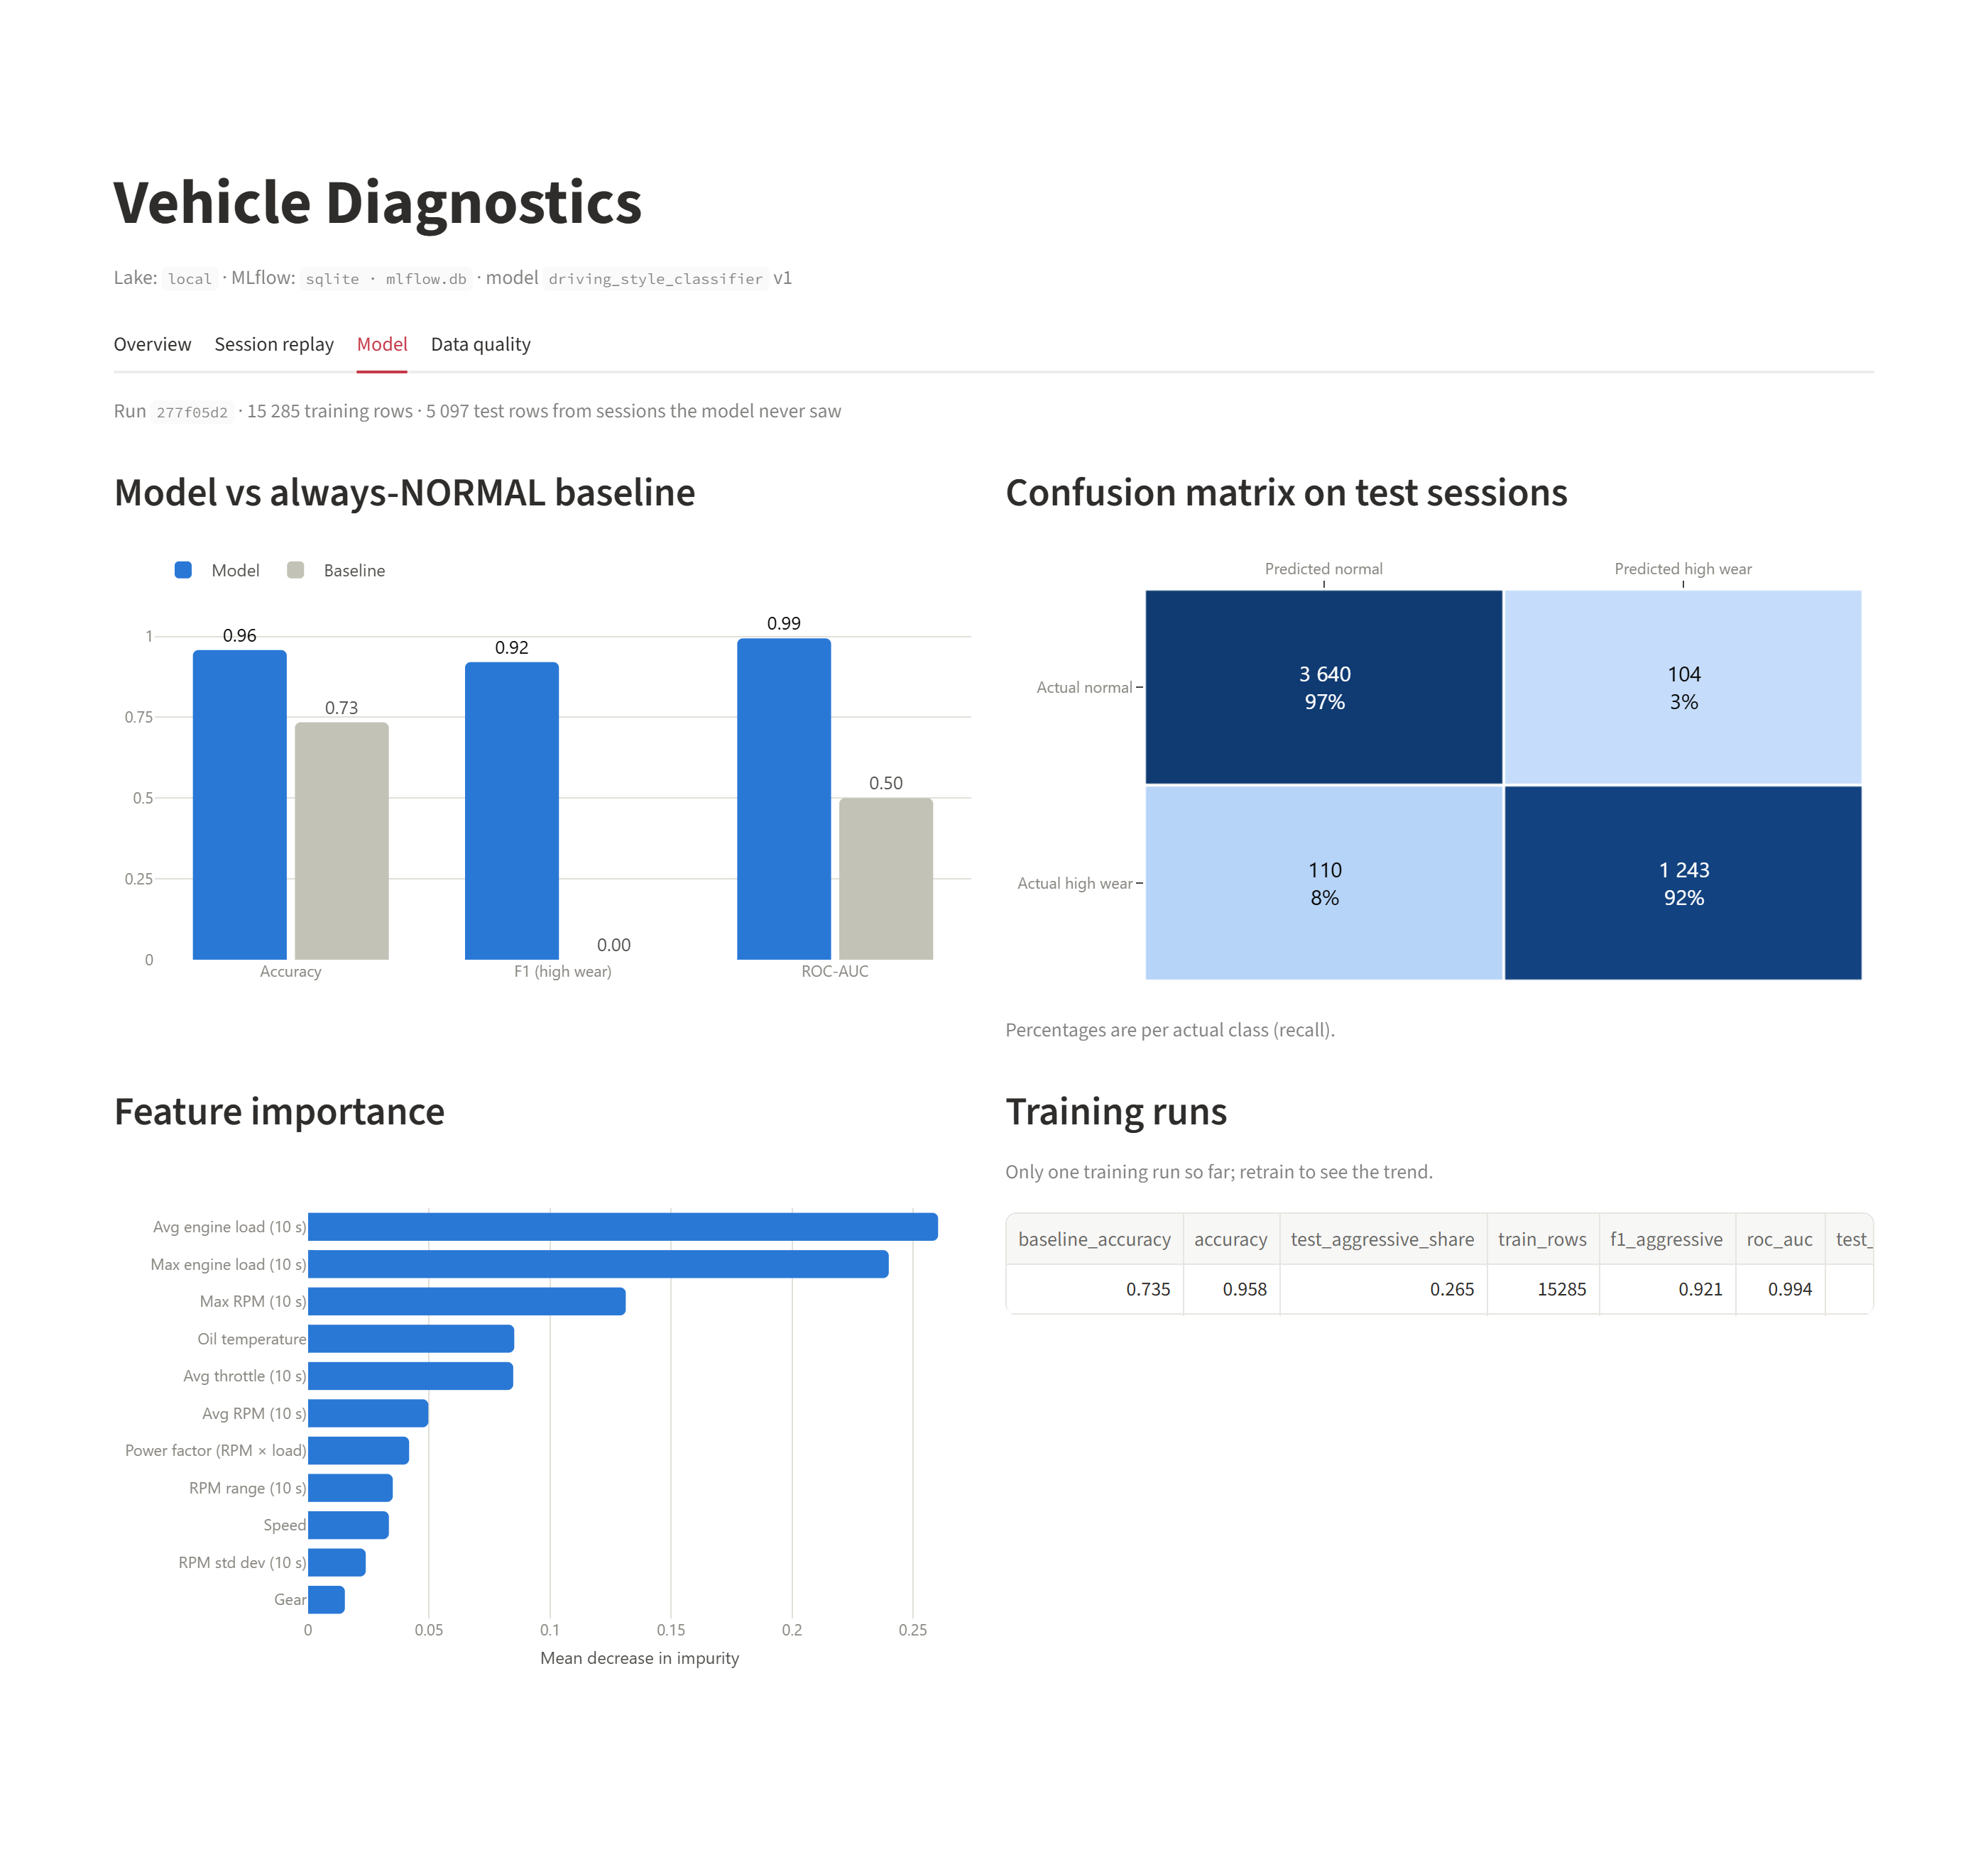 Vehicle Diagnostics
Lake: local · MLflow: sqlite · mlflow.db · model driving_style_classifier v1
Overview Session replay Model Data quality
Run 277f05d2 · 15 285 training rows · 5 097 test rows from sessions the model never saw
Model vs always-NORMAL baseline
Model Baseline
1
0.75
0.5
0.25
0
0.96
0.73
0.92
0.00
0.99
0.50
Accuracy F1 (high wear) ROC-AUC
Confusion matrix on test sessions
Predicted normal Predicted high wear
Actual normal
3 640
97%
104
3%
Actual high wear
110
8%
1 243
92%
Percentages are per actual class (recall).
Feature importance
Avg engine load (10 s)
Max engine load (10 s)
Max RPM (10 s)
Oil temperature
Avg throttle (10 s)
Avg RPM (10 s)
Power factor (RPM × load)
RPM range (10 s)
Speed
RPM std dev (10 s)
Gear
0 0.05 0.1 0.15 0.2 0.25
Mean decrease in impurity
Training runs
Only one training run so far; retrain to see the trend.
baseline_accuracy accuracy test_aggressive_share train_rows f1_aggressive roc_auc test_
0.735 0.958 0.265 15285 0.921 0.994